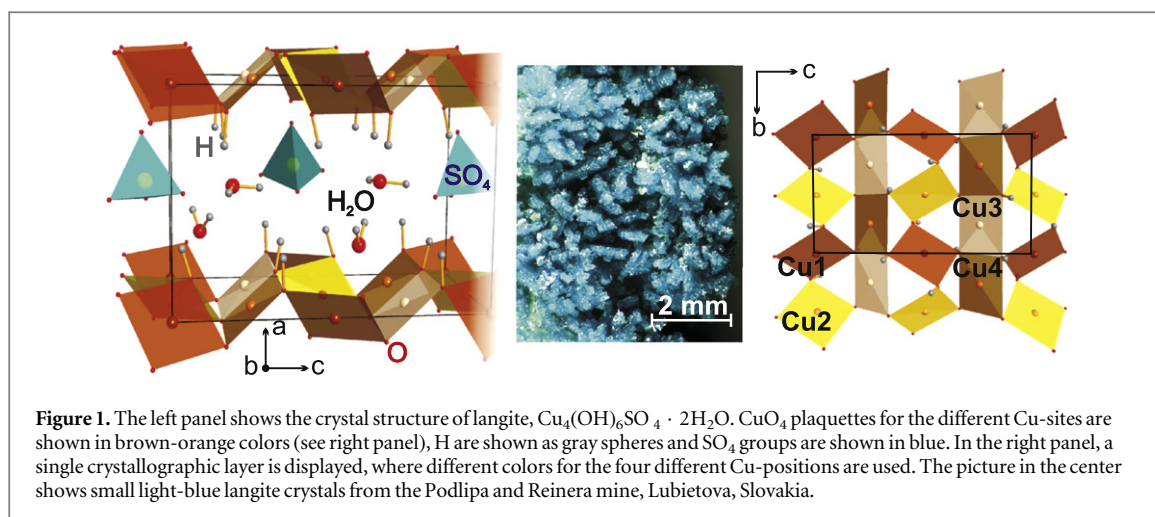 H
SO₄
H₂O
a
b
c
O
2 mm
c
b
Cu3
Cu1
Cu4
Cu2
Figure 1. The left panel shows the crystal structure of langite, Cu₄(OH)₆SO₄ · 2H₂O. CuO₄ plaquettes for the different Cu-sites are
shown in brown-orange colors (see right panel), H are shown as gray spheres and SO₄ groups are shown in blue. In the right panel, a
single crystallographic layer is displayed, where different colors for the four different Cu-positions are used. The picture in the center
shows small light-blue langite crystals from the Podlipa and Reinera mine, Lubietova, Slovakia.